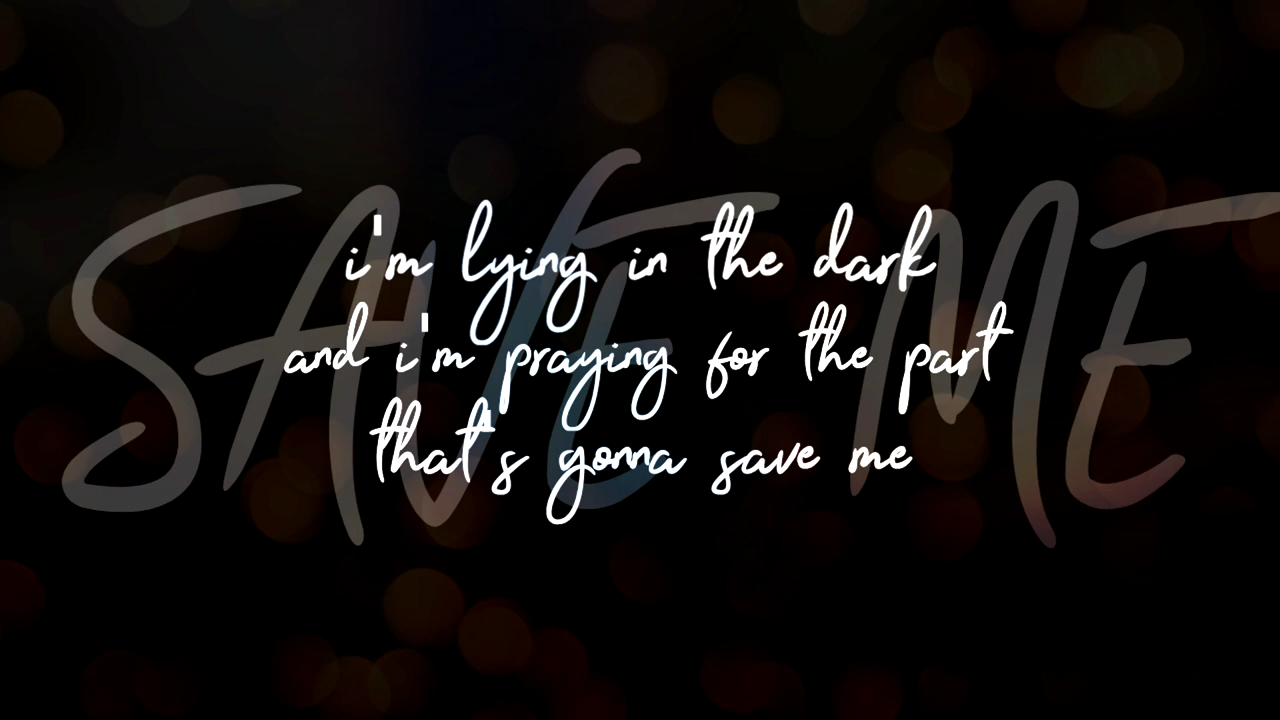 SAVE ME
i'm lying in the dark
and i'm praying for the part
that's gonna save me